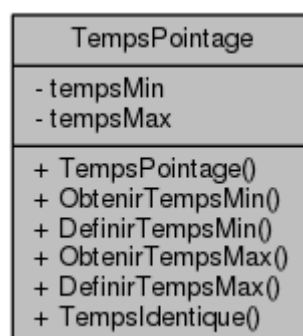 TempsPointage
- tempsMin
- tempsMax
+ TempsPointage()
+ ObtenirTempsMin()
+ DefinirTempsMin()
+ ObtenirTempsMax()
+ DefinirTempsMax()
+ TempsIdentique()